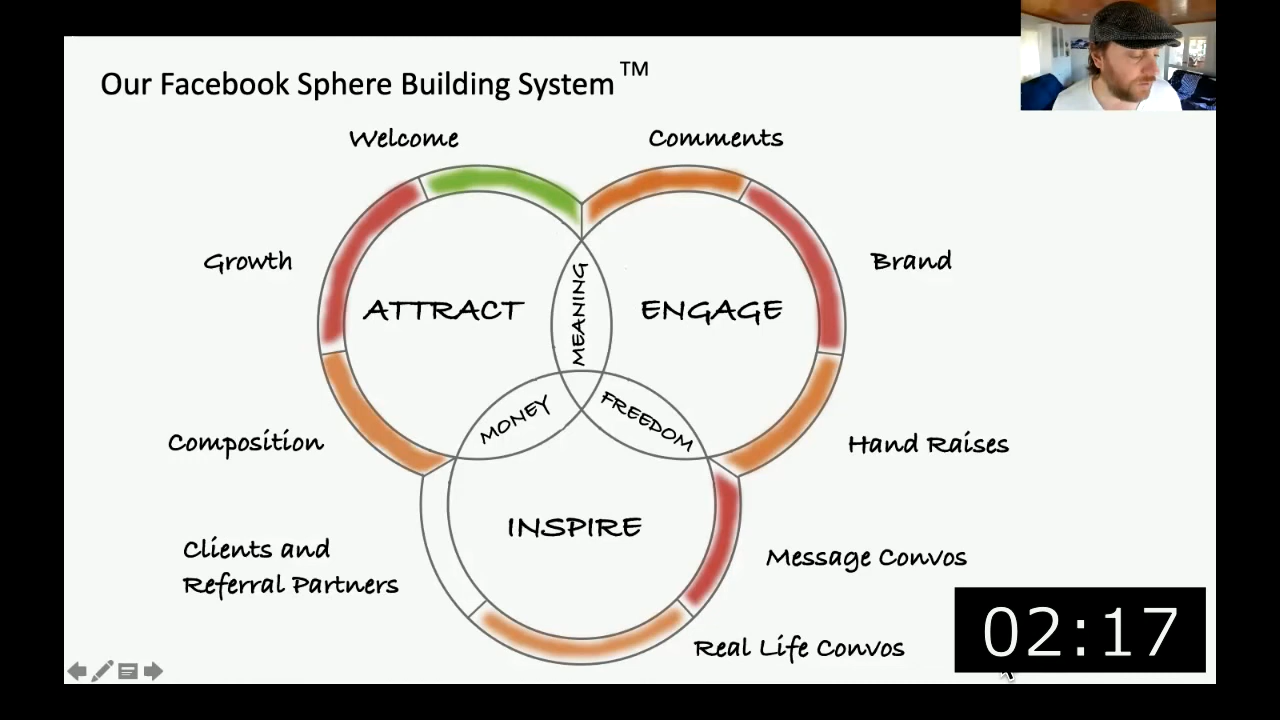 Our Facebook Sphere Building System™
Welcome
Comments
Growth
Brand
ATTRACT
MEANING
ENGAGE
MONEY
FREEDOM
Composition
Hand Raises
INSPIRE
Clients and
Referral Partners
Message Convos
Real Life Convos
02:17